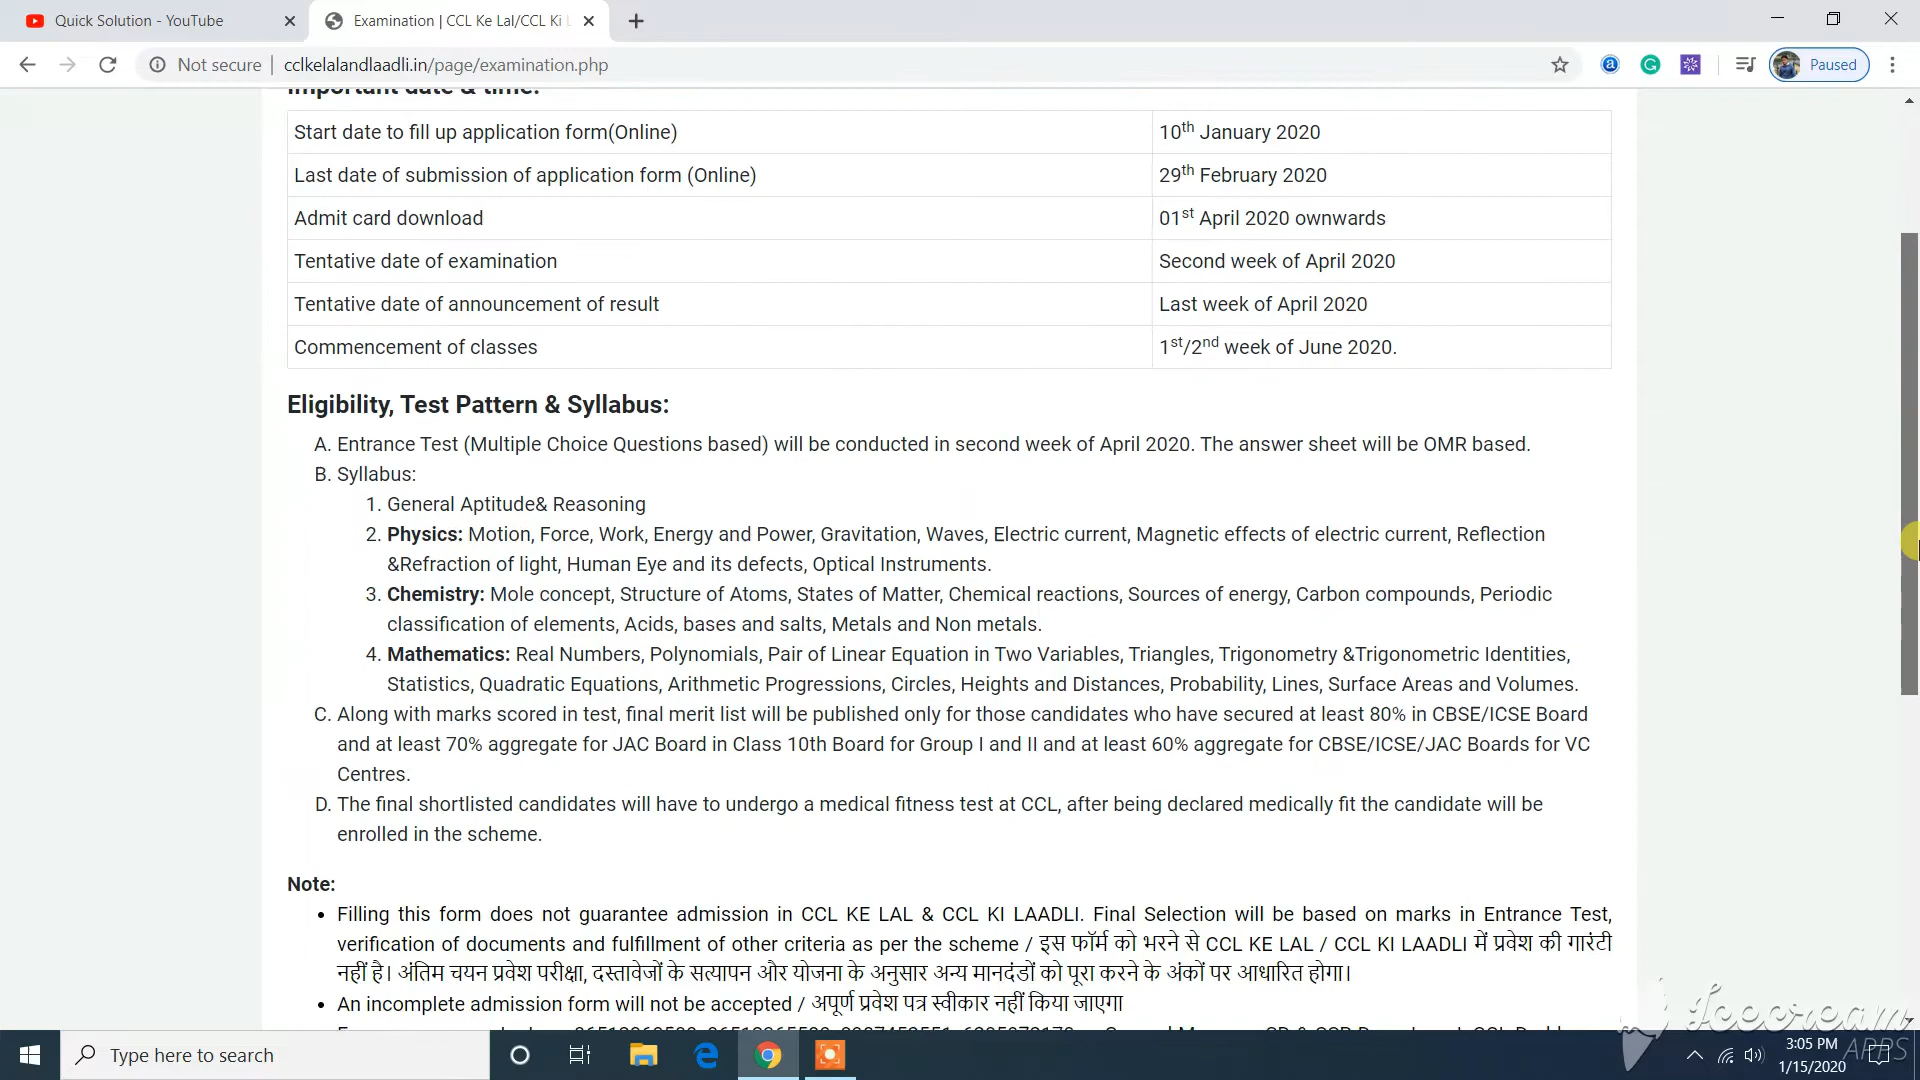 Quick Solution - YouTube
Examination | CCL Ke Lal/CCL Ki L
Not secure | cclkelalandlaadli.in/page/examination.php
Paused
Important date & time:
Start date to fill up application form(Online) 10th January 2020
Last date of submission of application form (Online) 29th February 2020
Admit card download 01st April 2020 ownwards
Tentative date of examination Second week of April 2020
Tentative date of announcement of result Last week of April 2020
Commencement of classes 1st/2nd week of June 2020.
Eligibility, Test Pattern & Syllabus:
A. Entrance Test (Multiple Choice Questions based) will be conducted in second week of April 2020. The answer sheet will be OMR based.
B. Syllabus:
1. General Aptitude& Reasoning
2. Physics: Motion, Force, Work, Energy and Power, Gravitation, Waves, Electric current, Magnetic effects of electric current, Reflection
&Refraction of light, Human Eye and its defects, Optical Instruments.
3. Chemistry: Mole concept, Structure of Atoms, States of Matter, Chemical reactions, Sources of energy, Carbon compounds, Periodic
classification of elements, Acids, bases and salts, Metals and Non metals.
4. Mathematics: Real Numbers, Polynomials, Pair of Linear Equation in Two Variables, Triangles, Trigonometry &Trigonometric Identities,
Statistics, Quadratic Equations, Arithmetic Progressions, Circles, Heights and Distances, Probability, Lines, Surface Areas and Volumes.
C. Along with marks scored in test, final merit list will be published only for those candidates who have secured at least 80% in CBSE/ICSE Board
and at least 70% aggregate for JAC Board in Class 10th Board for Group I and II and at least 60% aggregate for CBSE/ICSE/JAC Boards for VC
Centres.
D. The final shortlisted candidates will have to undergo a medical fitness test at CCL, after being declared medically fit the candidate will be
enrolled in the scheme.
Note:
• Filling this form does not guarantee admission in CCL KE LAL & CCL KI LAADLI. Final Selection will be based on marks in Entrance Test,
verification of documents and fulfillment of other criteria as per the scheme / इस फॉर्म को भरने से CCL KE LAL / CCL KI LAADLI में प्रवेश की गारंटी
नहीं है। अंतिम चयन प्रवेश परीक्षा, दस्तावेजों के सत्यापन और योजना के अनुसार अन्य मानदंडों को पूरा करने के अंकों पर आधारित होगा।
• An incomplete admission form will not be accepted / अपूर्ण प्रवेश पत्र स्वीकार नहीं किया जाएगा
Icecream
APPS
Type here to search
3:05 PM
1/15/2020